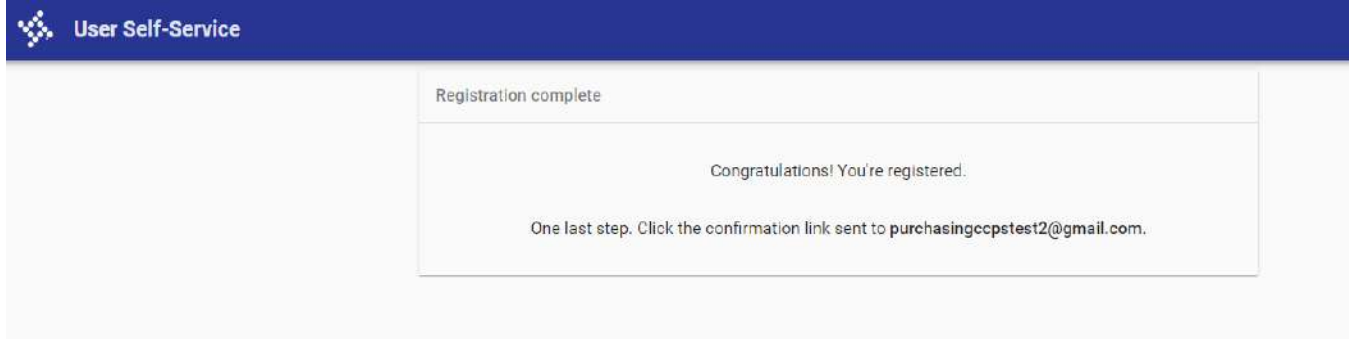 User Self-Service
Registration complete
Congratulations! You're registered.
One last step. Click the confirmation link sent to purchasingccpstest2@gmail.com.